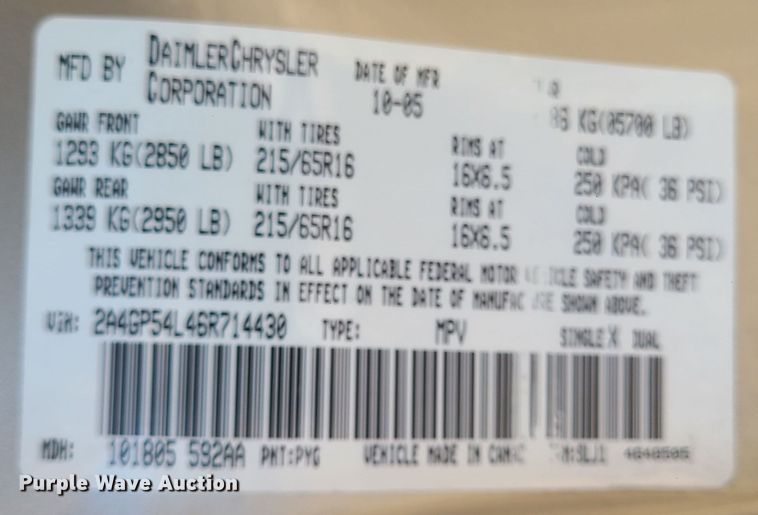 MFD BY DAIMLERCHRYSLER CORPORATION
DATE OF MFR
10-05
KG(05700 LB)
GAWR FRONT WITH TIRES RIMS AT COLD
1293 KG(2850 LB) 215/65R16 16X6.5 250 KPA( 36 PSI)
GAWR REAR WITH TIRES RIMS AT COLD
1339 KG(2950 LB) 215/65R16 16X6.5 250 KPA( 36 PSI)
THIS VEHICLE CONFORMS TO ALL APPLICABLE FEDERAL MOTOR SAFETY AND THEFT
PREVENTION STANDARDS IN EFFECT ON THE DATE OF SHOWN ABOVE.
VIN: 2A4GP54L46R714430 TYPE: MPV SINGLE X DUAL
MDH: 101805 592AA PNT:PYG VEHICLE MADE IN
Purple Wave Auction